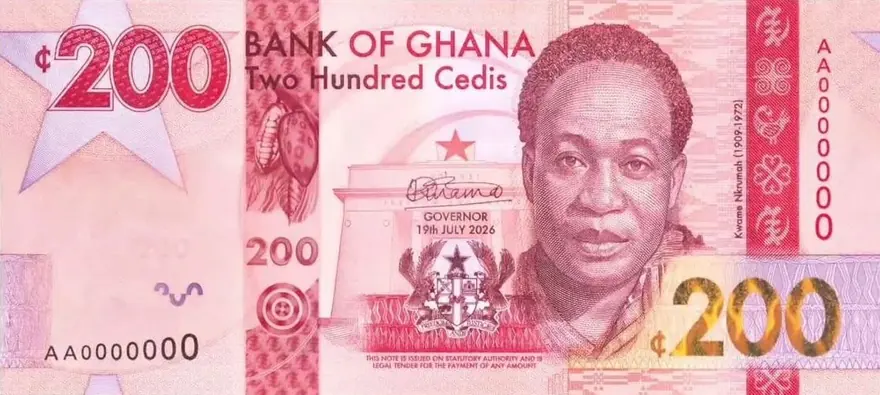 ¢200
BANK OF GHANA
Two Hundred Cedis
GOVERNOR
19th JULY 2026
200
AA0000000
THIS NOTE IS ISSUED ON STATUTORY AUTHORITY AND IS
LEGAL TENDER FOR THE PAYMENT OF ANY AMOUNT
Kwame Nkrumah (1909-1972)
AA0000000
¢200